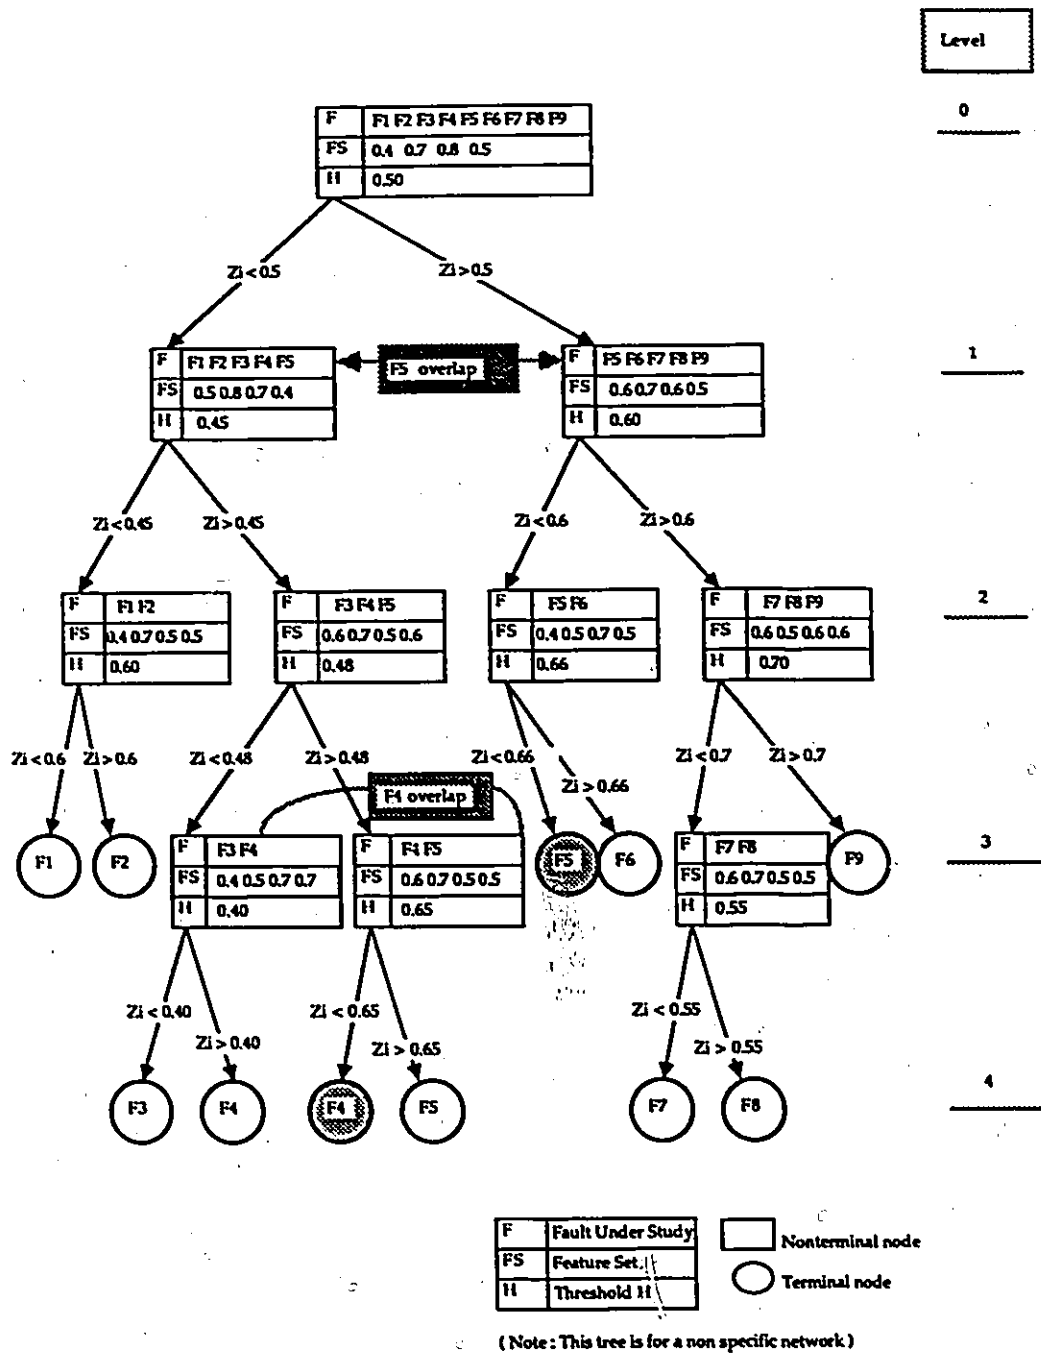 Level
0
F F1 F2 F3 F4 F5 F6 F7 F8 F9
FS 0.4 0.7 0.8 0.5
H 0.50
Zi < 0.5 Zi > 0.5
1
F F1 F2 F3 F4 F5
FS 0.5 0.8 0.7 0.4
H 0.45
F5 overlap
F F5 F6 F7 F8 F9
FS 0.6 0.7 0.6 0.5
H 0.60
Zi < 0.45 Zi > 0.45 Zi < 0.6 Zi > 0.6
2
F F1 F2
FS 0.4 0.7 0.5 0.5
H 0.60
F F3 F4 F5
FS 0.6 0.7 0.5 0.6
H 0.48
F F5 F6
FS 0.4 0.5 0.7 0.5
H 0.66
F F7 F8 F9
FS 0.6 0.5 0.6 0.6
H 0.70
Zi < 0.6 Zi > 0.6 Zi < 0.48 Zi > 0.48 Zi < 0.66 Zi > 0.66 Zi < 0.7 Zi > 0.7
F4 overlap
3
F1
F2
F F3 F4
FS 0.4 0.5 0.7 0.7
H 0.40
F F4 F5
FS 0.6 0.7 0.5 0.5
H 0.65
F5
F6
F F7 F8
FS 0.6 0.7 0.5 0.5
H 0.55
F9
Zi < 0.40 Zi > 0.40 Zi < 0.65 Zi > 0.65 Zi < 0.55 Zi > 0.55
4
F3 F4 F4 F5 F7 F8
F Fault Under Study
FS Feature Set
H Threshold H
Nonterminal node
Terminal node
( Note : This tree is for a non specific network )